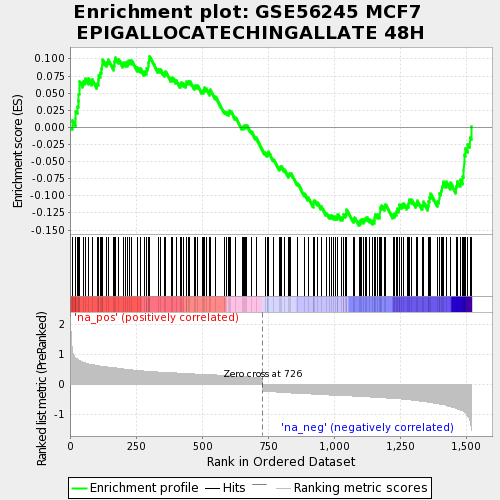 Enrichment plot: GSE56245 MCF7
EPIGALLOCATECHINGALLATE 48H
Enrichment score (ES)
0.100
0.075
0.050
0.025
0.000
-0.025
-0.050
-0.075
-0.100
-0.125
-0.150
'na_pos' (positively correlated)
Ranked list metric (PreRanked)
2
1
0
-1
Zero cross at 726
'na_neg' (negatively correlated)
0
250
500
750
1,000
1,250
1,500
Rank in Ordered Dataset
Enrichment profile
Hits
Ranking metric scores